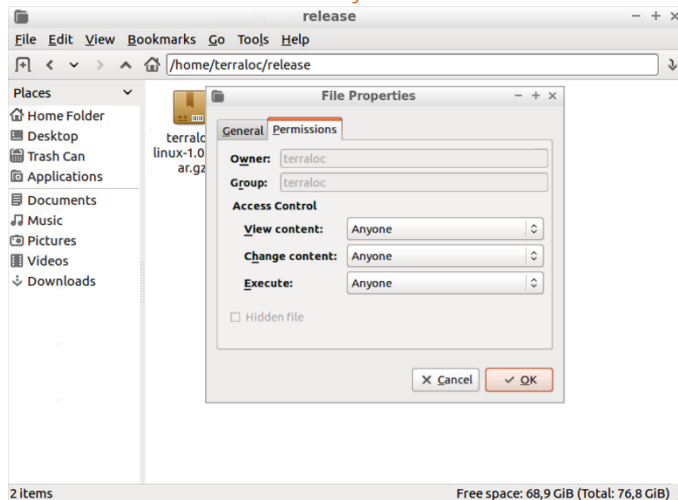 release
File Edit View Bookmarks Go Tools Help
/home/terraloc/release
Places
Home Folder
Desktop
Trash Can
Applications
Documents
Music
Pictures
Videos
Downloads
terralo
linux-1.0
ar.gz
File Properties
General Permissions
Owner: terraloc
Group: terraloc
Access Control
View content: Anyone
Change content: Anyone
Execute: Anyone
Hidden file
Cancel OK
2 items Free space: 68,9 GiB (Total: 76,8 GiB)